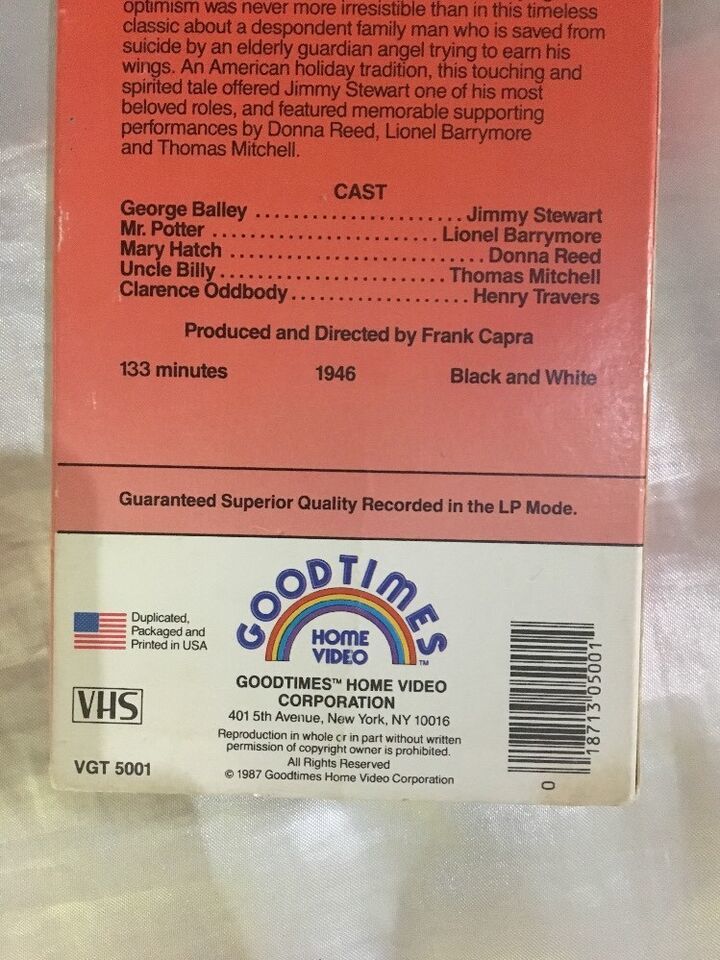 optimism was never more irresistible than in this timeless
classic about a despondent family man who is saved from
suicide by an elderly guardian angel trying to earn his
wings. An American holiday tradition, this touching and
spirited tale offered Jimmy Stewart one of his most
beloved roles, and featured memorable supporting
performances by Donna Reed, Lionel Barrymore
and Thomas Mitchell.
CAST
George Balley ...................... Jimmy Stewart
Mr. Potter ........................ Lionel Barrymore
Mary Hatch ........................... Donna Reed
Uncle Billy ........................ Thomas Mitchell
Clarence Oddbody ................... Henry Travers
Produced and Directed by Frank Capra
133 minutes 1946 Black and White
Guaranteed Superior Quality Recorded in the LP Mode.
GOODTIMES
HOME
VIDEO
TM
Duplicated,
Packaged and
Printed in USA
VHS
VGT 5001
GOODTIMES™ HOME VIDEO
CORPORATION
401 5th Avenue, New York, NY 10016
Reproduction in whole or in part without written
permission of copyright owner is prohibited.
All Rights Reserved
© 1987 Goodtimes Home Video Corporation
0 18713 05001